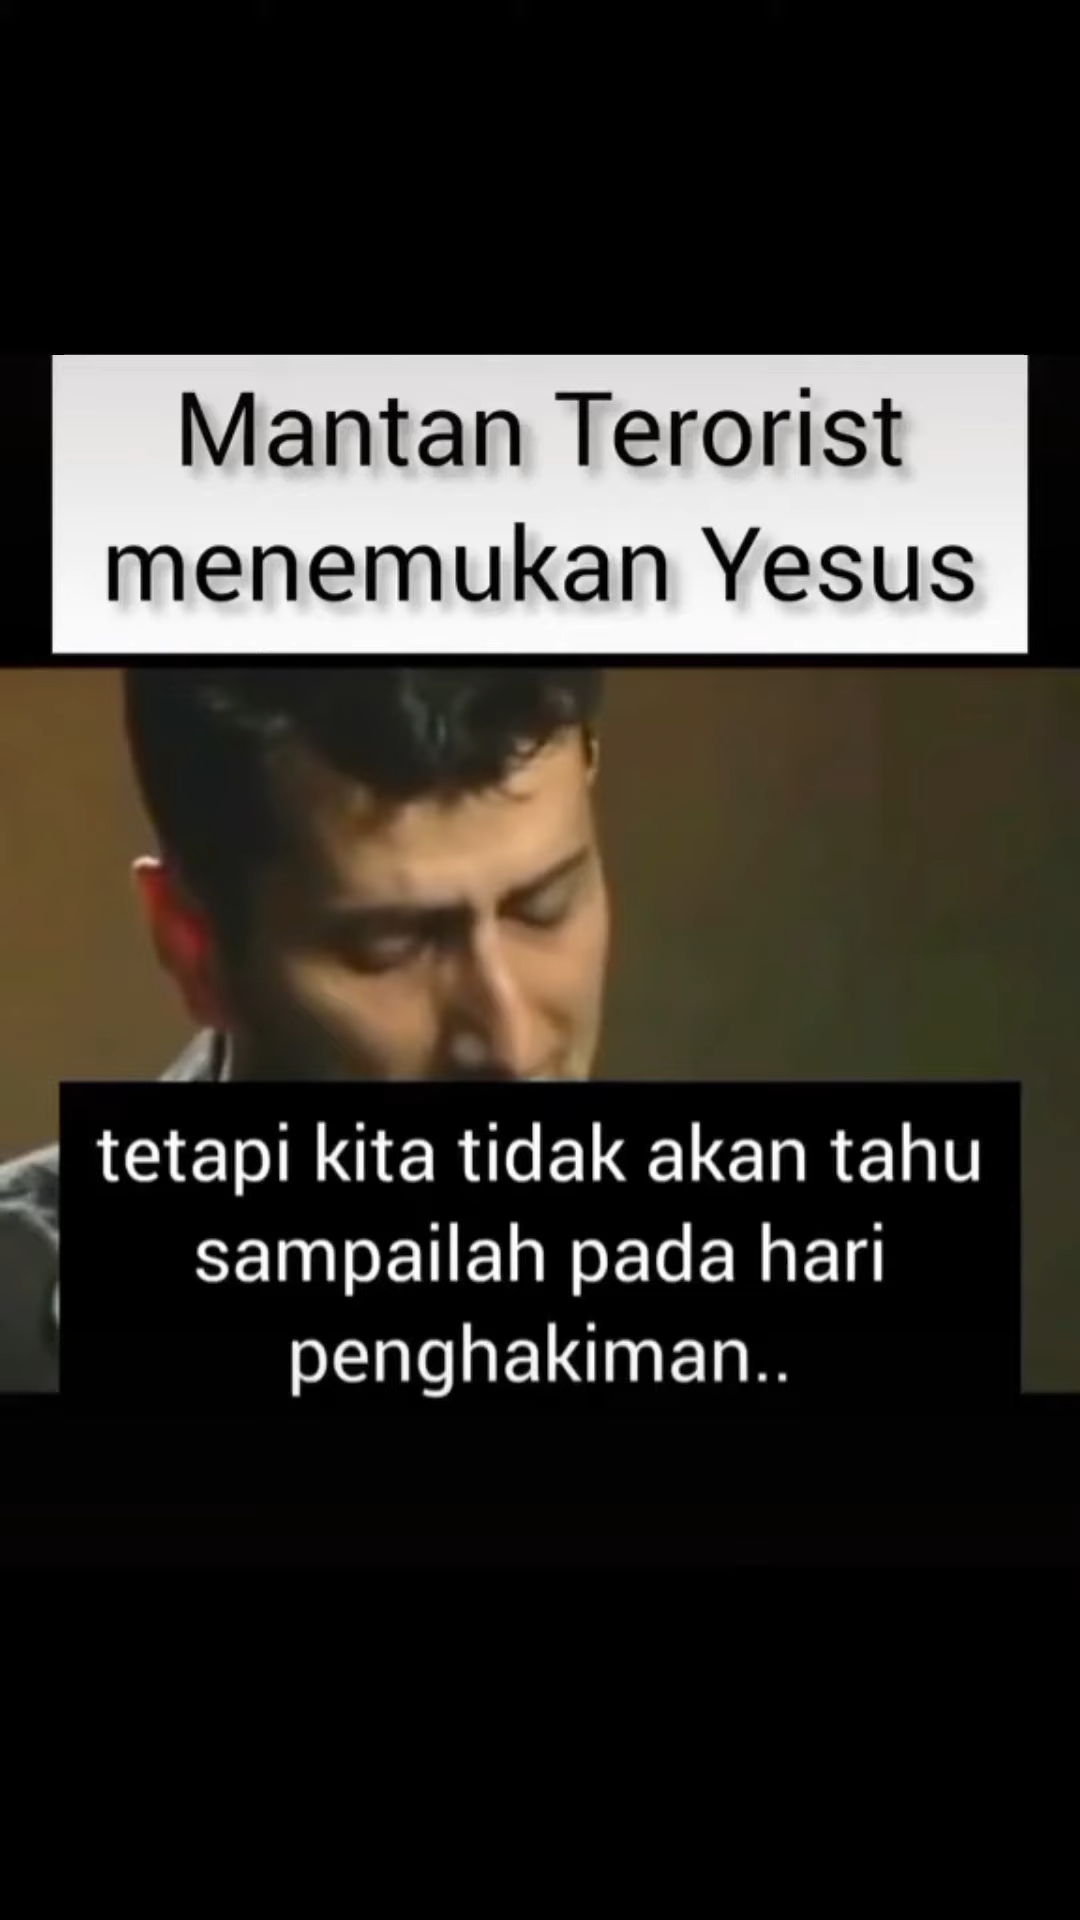 Mantan Terorist
menemukan Yesus
tetapi kita tidak akan tahu
sampailah pada hari
penghakiman..